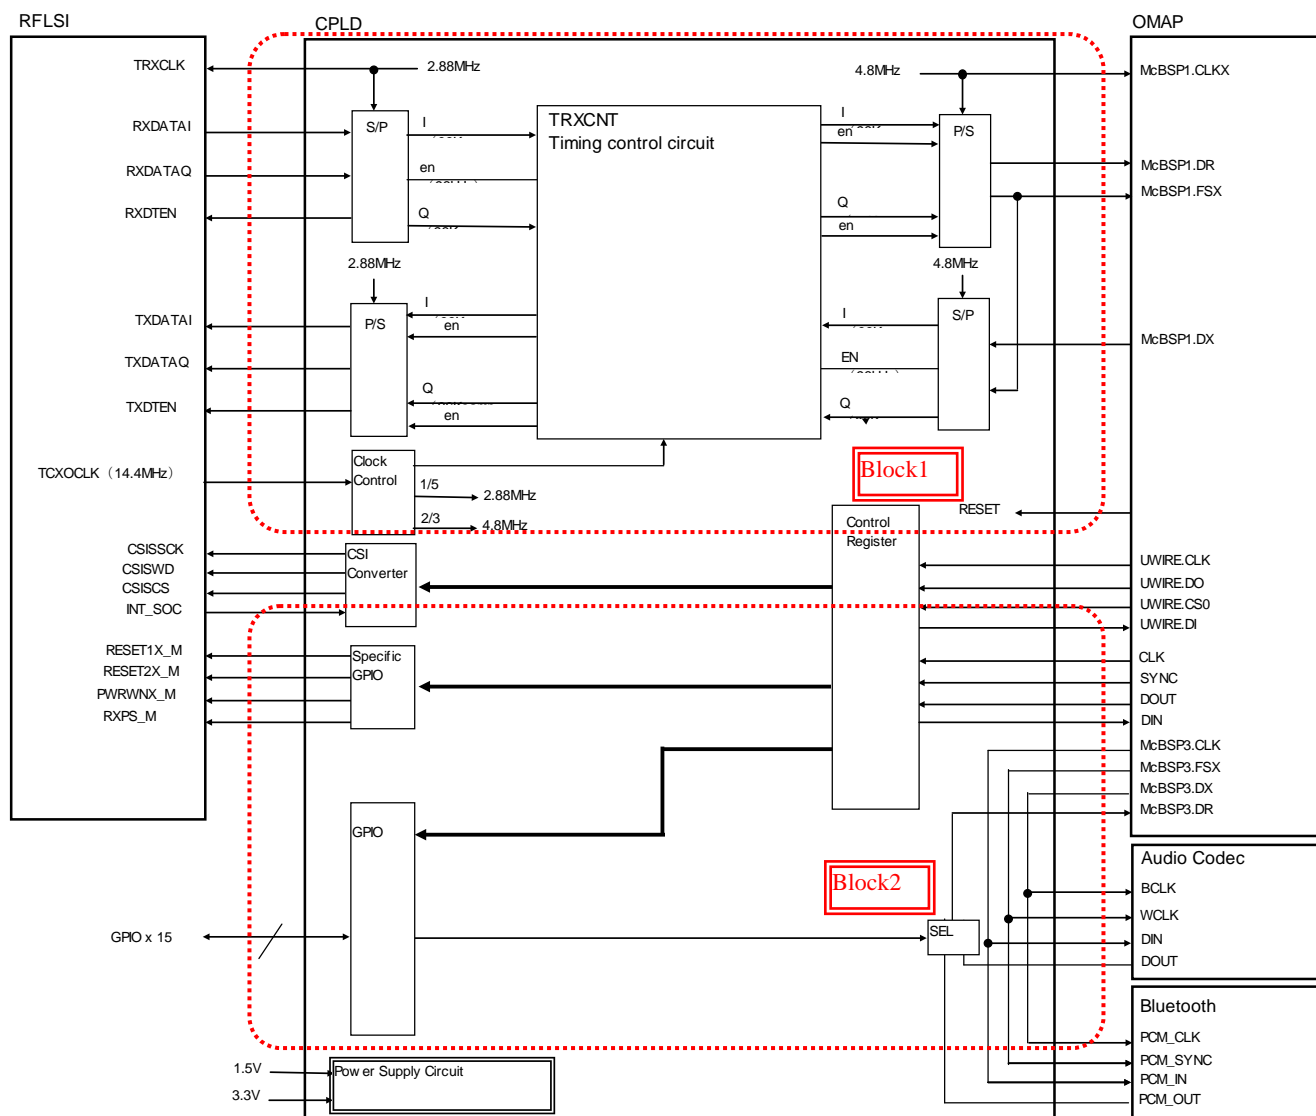 RFLSI
CPLD
OMAP
TRXCLK
2.88MHz
4.8MHz
McBSP1.CLKX
RXDATAI
S/P
I
TRXCNT
Timing control circuit
I
en
P/S
RXDATAQ
en
McBSP1.DR
RXDTEN
Q
Q
en
McBSP1.FSX
2.88MHz
4.8MHz
TXDATAI
P/S
I
en
I
S/P
McBSP1.DX
TXDATAQ
EN
TXDTEN
Q
en
Q
TCXOCLK (14.4MHz)
Clock
Control
1/5
2.88MHz
2/3
4.8MHz
Block1
RESET
Control
Register
CSISSCK
CSISWD
CSISCS
INT_SOC
CSI
Converter
UWIRE.CLK
UWIRE.DO
UWIRE.CS0
UWIRE.DI
RESET1X_M
RESET2X_M
PWRWNX_M
RXPS_M
Specific
GPIO
CLK
SYNC
DOUT
DIN
McBSP3.CLK
McBSP3.FSX
McBSP3.DX
McBSP3.DR
GPIO
Block2
Audio Codec
BCLK
WCLK
DIN
DOUT
GPIO x 15
SEL
Bluetooth
PCM_CLK
PCM_SYNC
PCM_IN
PCM_OUT
1.5V
3.3V
Power Supply Circuit